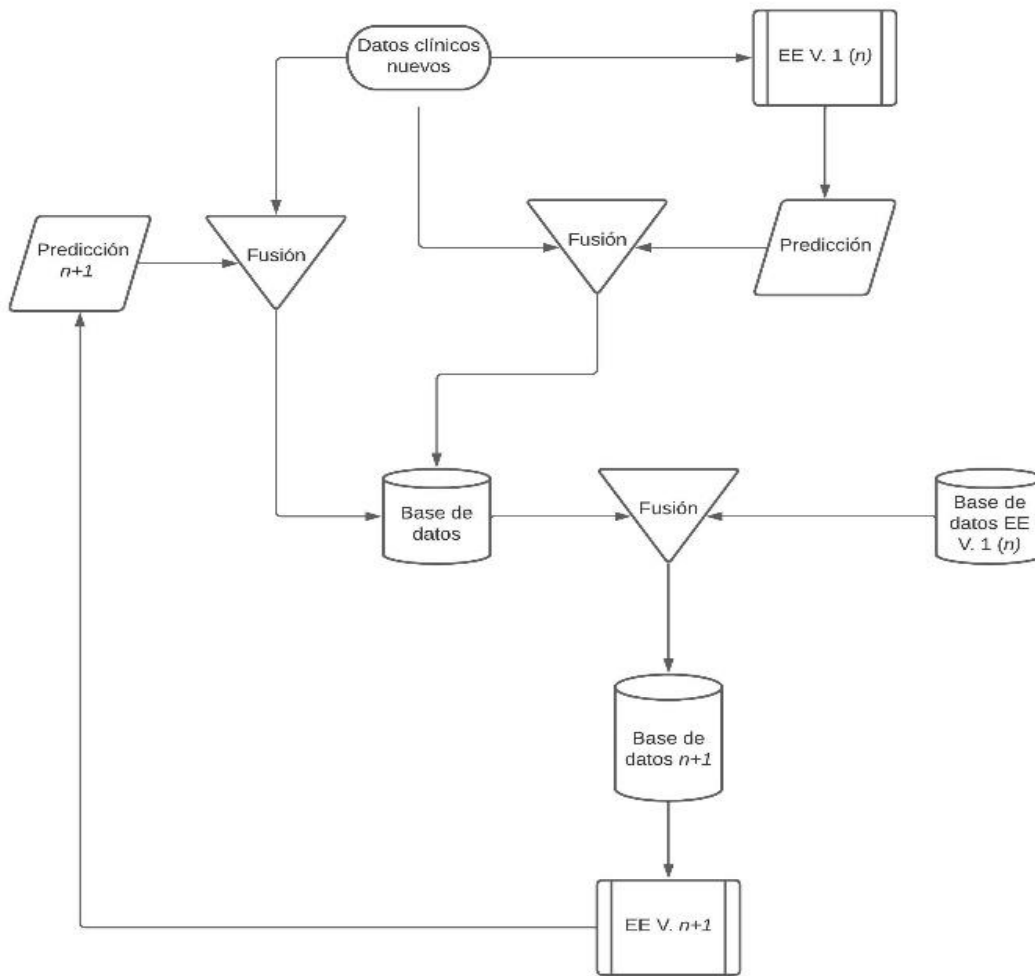 Datos clínicos
nuevos
EE V. 1 (n)
Predicción
n+1
Fusión
Fusión
Predicción
Base de
datos
Fusión
Base de
datos EE
V. 1 (n)
Base de
datos n+1
EE V. n+1